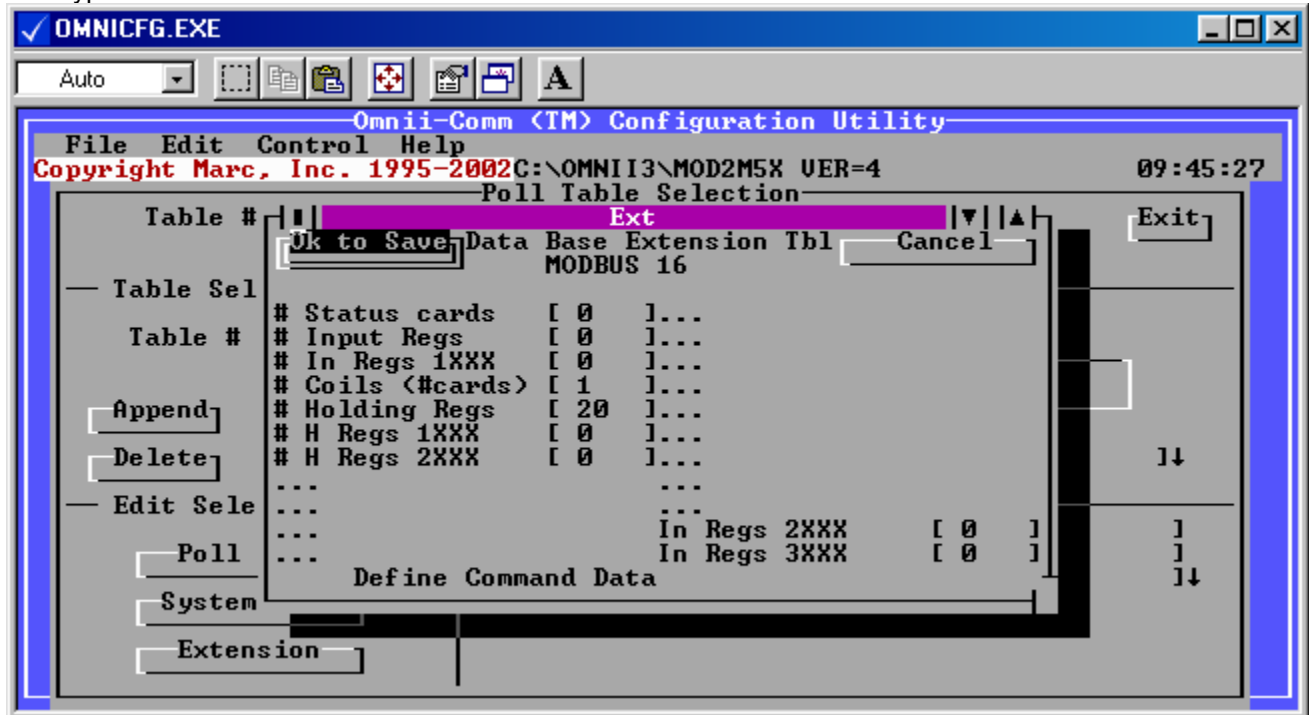 OMNICFG.EXE
Auto
A
Omnii-Comm (TM) Configuration Utility
File Edit Control Help
Copyright Marc, Inc. 1995-2002C:\OMNII3\MOD2M5X VER=4 09:45:27
Poll Table Selection
Table # Ext Exit
Ok to Save Data Base Extension Tbl Cancel
MODBUS 16
Table Sel
# Status cards [ 0 ]...
Table # # Input Regs [ 0 ]...
# In Regs 1XXX [ 0 ]...
# Coils (#cards) [ 1 ]...
Append # Holding Regs [ 20 ]...
# H Regs 1XXX [ 0 ]...
Delete # H Regs 2XXX [ 0 ]... ]↓
... ...
Edit Sele ... ...
... In Regs 2XXX [ 0 ] ]
Poll ... In Regs 3XXX [ 0 ] ]
Define Command Data ]↓
System
Extension